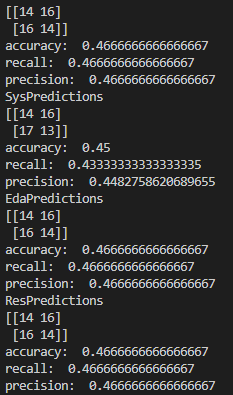 [[14 16]
 [16 14]]
accuracy:  0.4666666666666667
recall:  0.4666666666666667
precision:  0.4666666666666667
SysPredictions
[[14 16]
 [17 13]]
accuracy:  0.45
recall:  0.43333333333333335
precision:  0.4482758620689655
EdaPredictions
[[14 16]
 [16 14]]
accuracy:  0.4666666666666667
recall:  0.4666666666666667
precision:  0.4666666666666667
ResPredictions
[[14 16]
 [16 14]]
accuracy:  0.4666666666666667
recall:  0.4666666666666667
precision:  0.4666666666666667